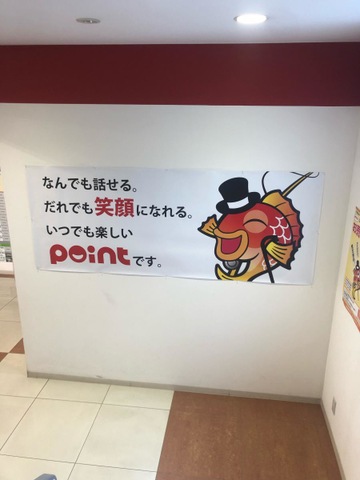 なんでも話せる。
だれでも笑顔になれる。
いつでも楽しい
pointです。